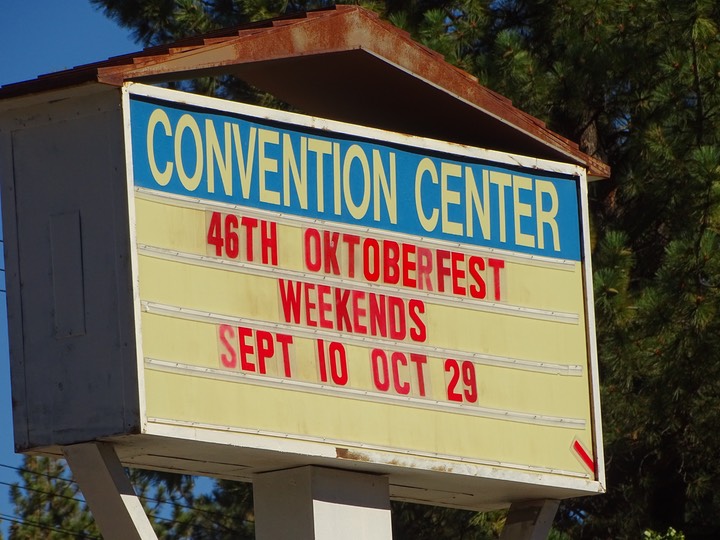 CONVENTION CENTER
46TH OKTOBERFEST
WEEKENDS
SEPT 10 OCT 29